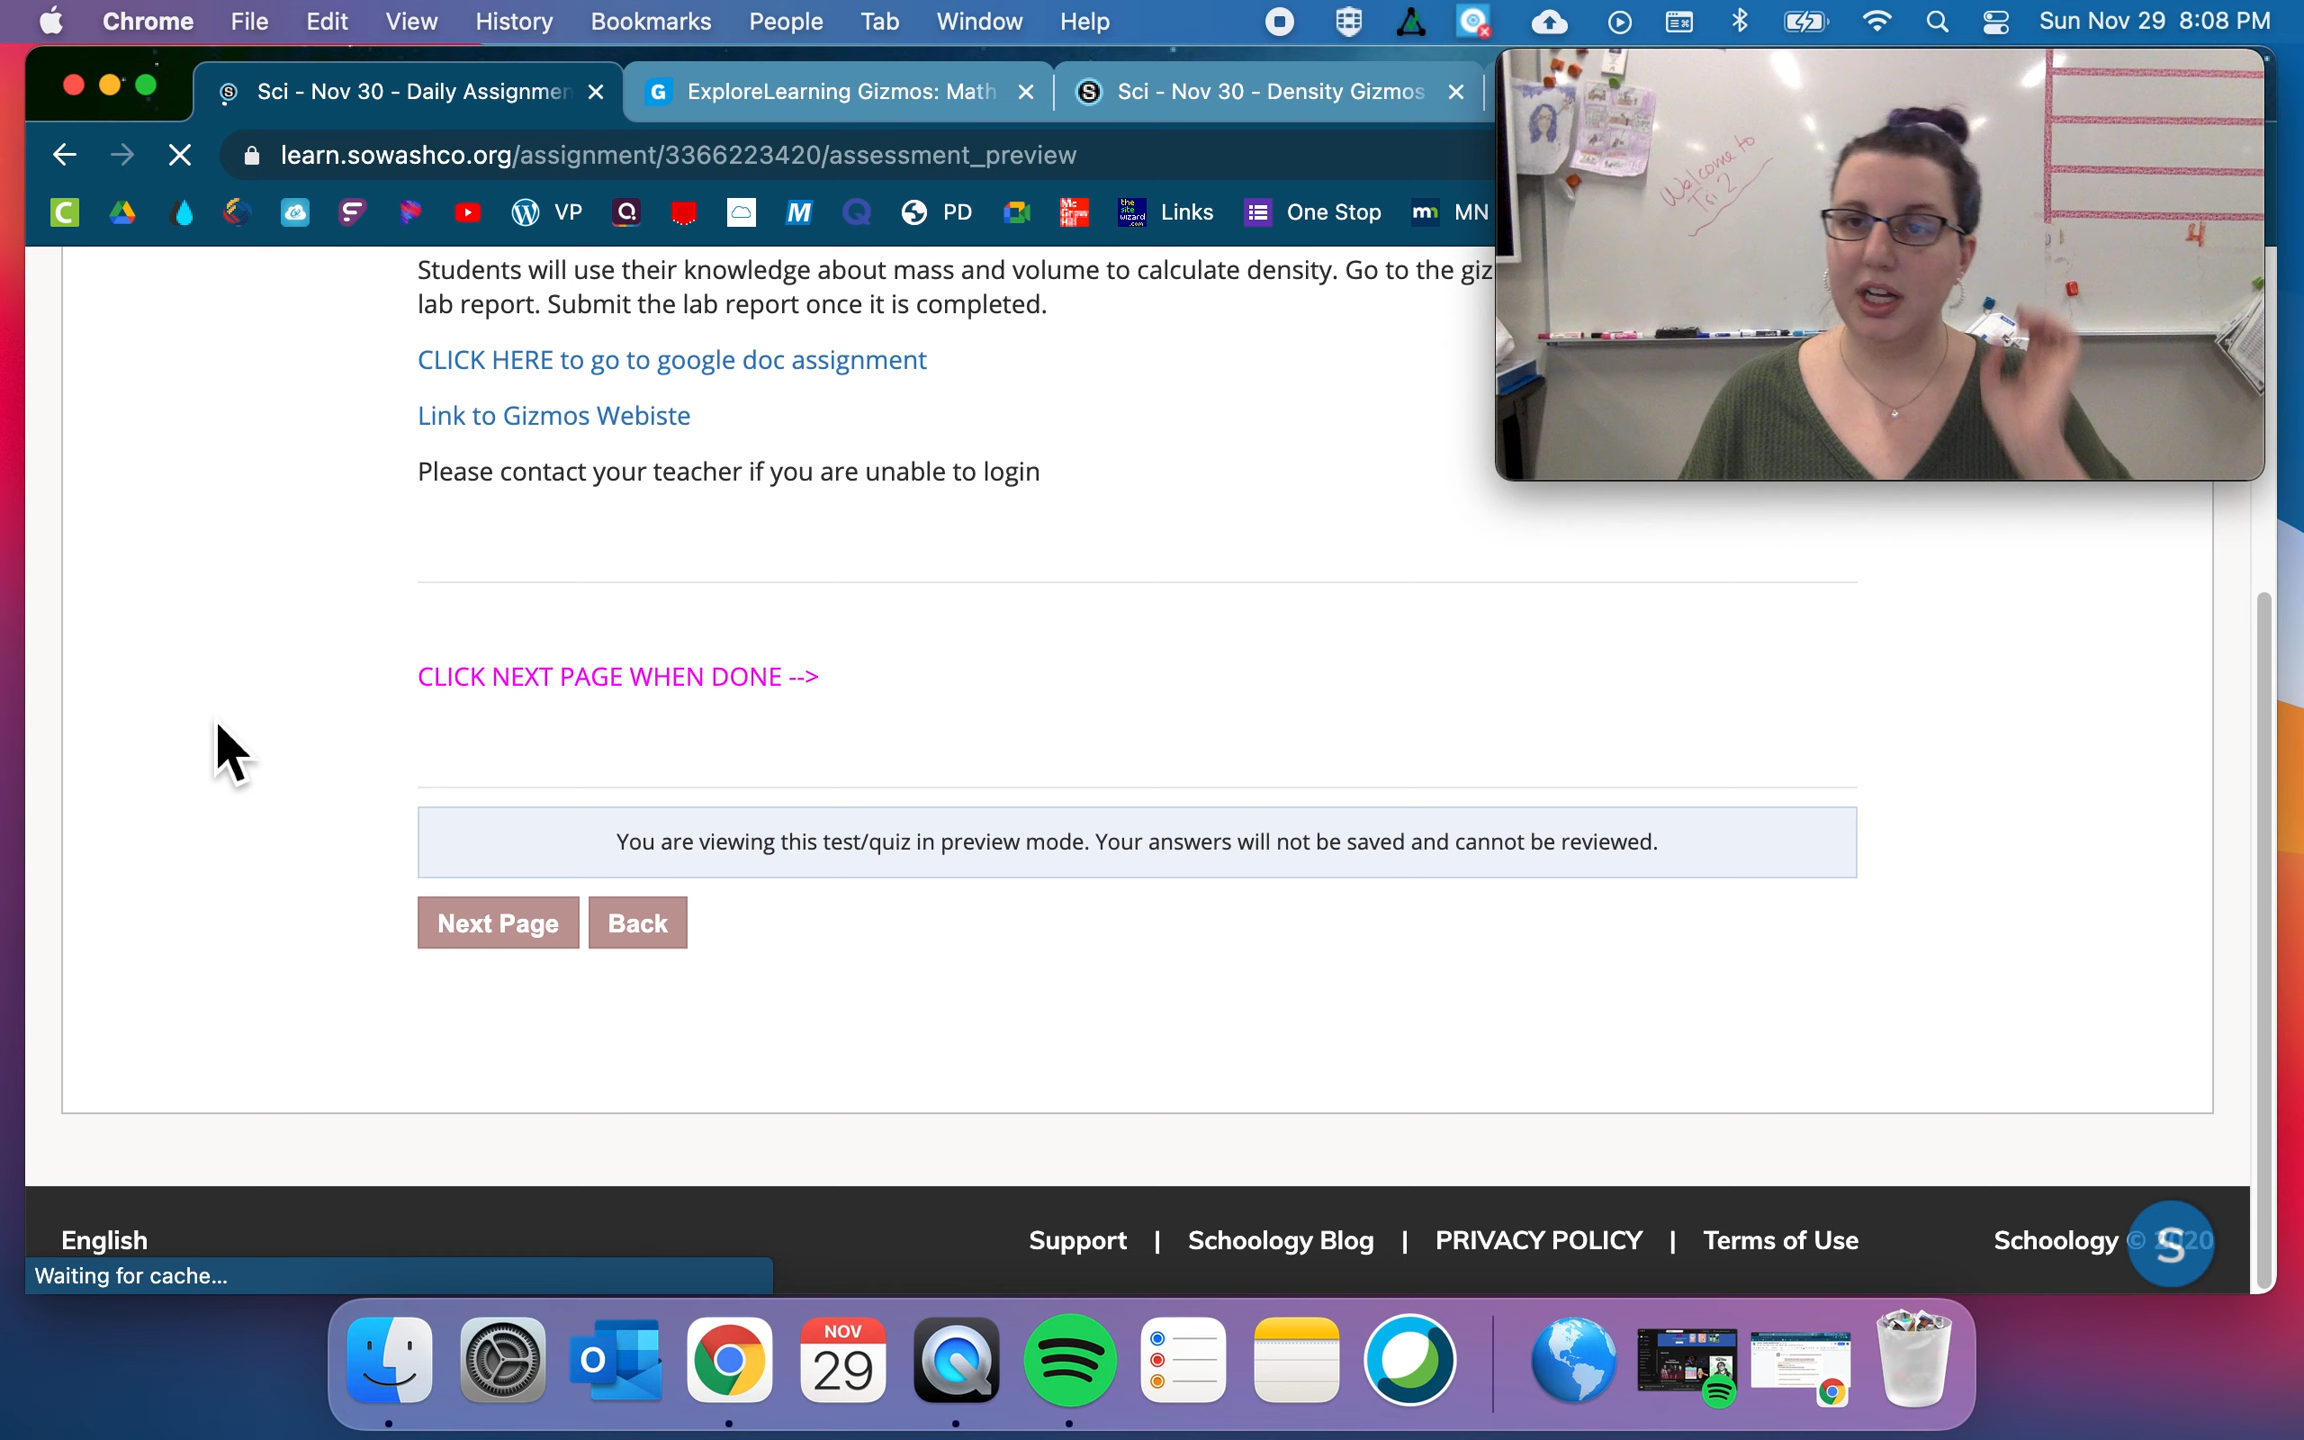 Chrome File Edit View History Bookmarks People Tab Window Help Sun Nov 29 8:08 PM
Sci - Nov 30 - Daily Assignmen ExploreLearning Gizmos: Math Sci - Nov 30 - Density Gizmos
learn.sowashco.org/assignment/3366223420/assessment_preview
VP PD Links One Stop MN
Welcome to
Tsi 2
4
Students will use their knowledge about mass and volume to calculate density. Go to the giz
lab report. Submit the lab report once it is completed.
CLICK HERE to go to google doc assignment
Link to Gizmos Webiste
Please contact your teacher if you are unable to login
CLICK NEXT PAGE WHEN DONE -->
You are viewing this test/quiz in preview mode. Your answers will not be saved and cannot be reviewed.
Next Page Back
English Support | Schoology Blog | PRIVACY POLICY | Terms of Use Schoology © 2020
S
Waiting for cache...
NOV
29